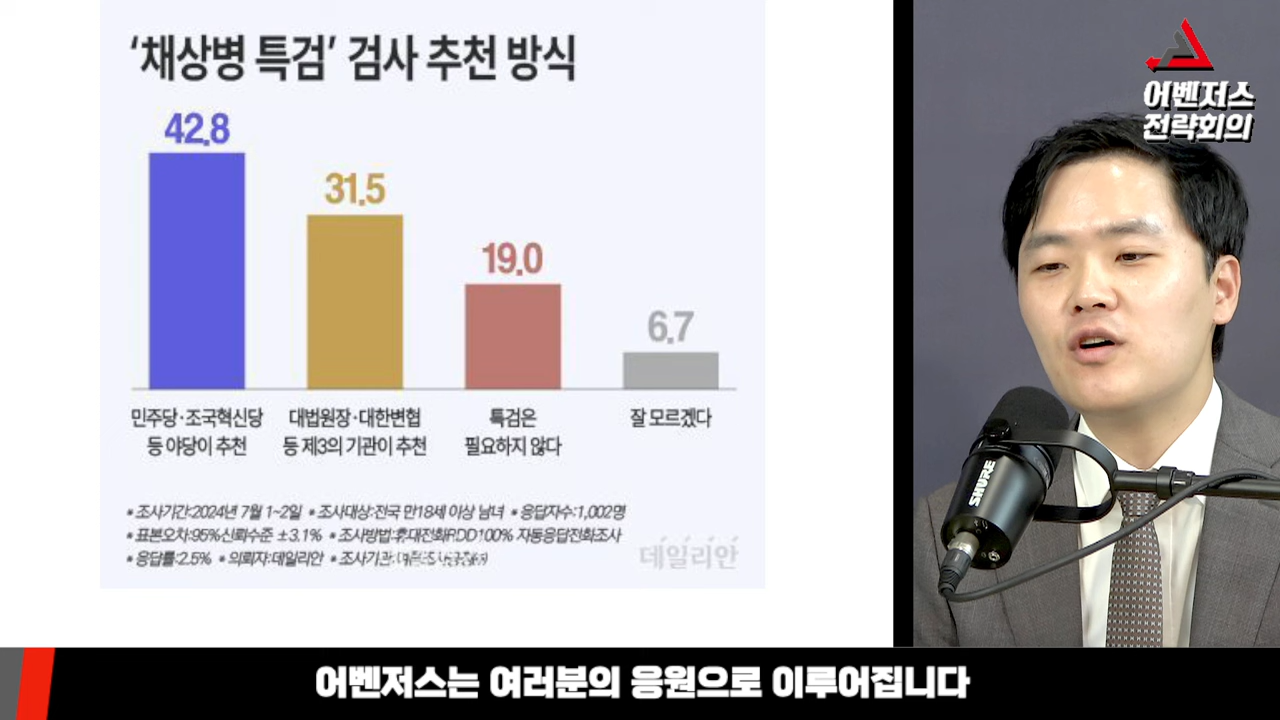 '채상병 특검' 검사 추천 방식
42.8
31.5
19.0
6.7
민주당·조국혁신당
등 야당이 추천
대법원장·대한변협
등 제3의 기관이 추천
특검은
필요하지 않다
잘 모르겠다
• 조사기간:2024년 7월 1~2일 • 조사대상:전국 만18세 이상 남녀 • 응답자수:1,002명
• 표본오차:95%신뢰수준 ±3.1% • 조사방법:휴대전화RDD100% 자동응답전화조사
• 응답률:2.5% • 의뢰자:데일리안 • 조사기관:
데일리안
어벤저스
전략회의
SHURE
어벤저스는 여러분의 응원으로 이루어집니다